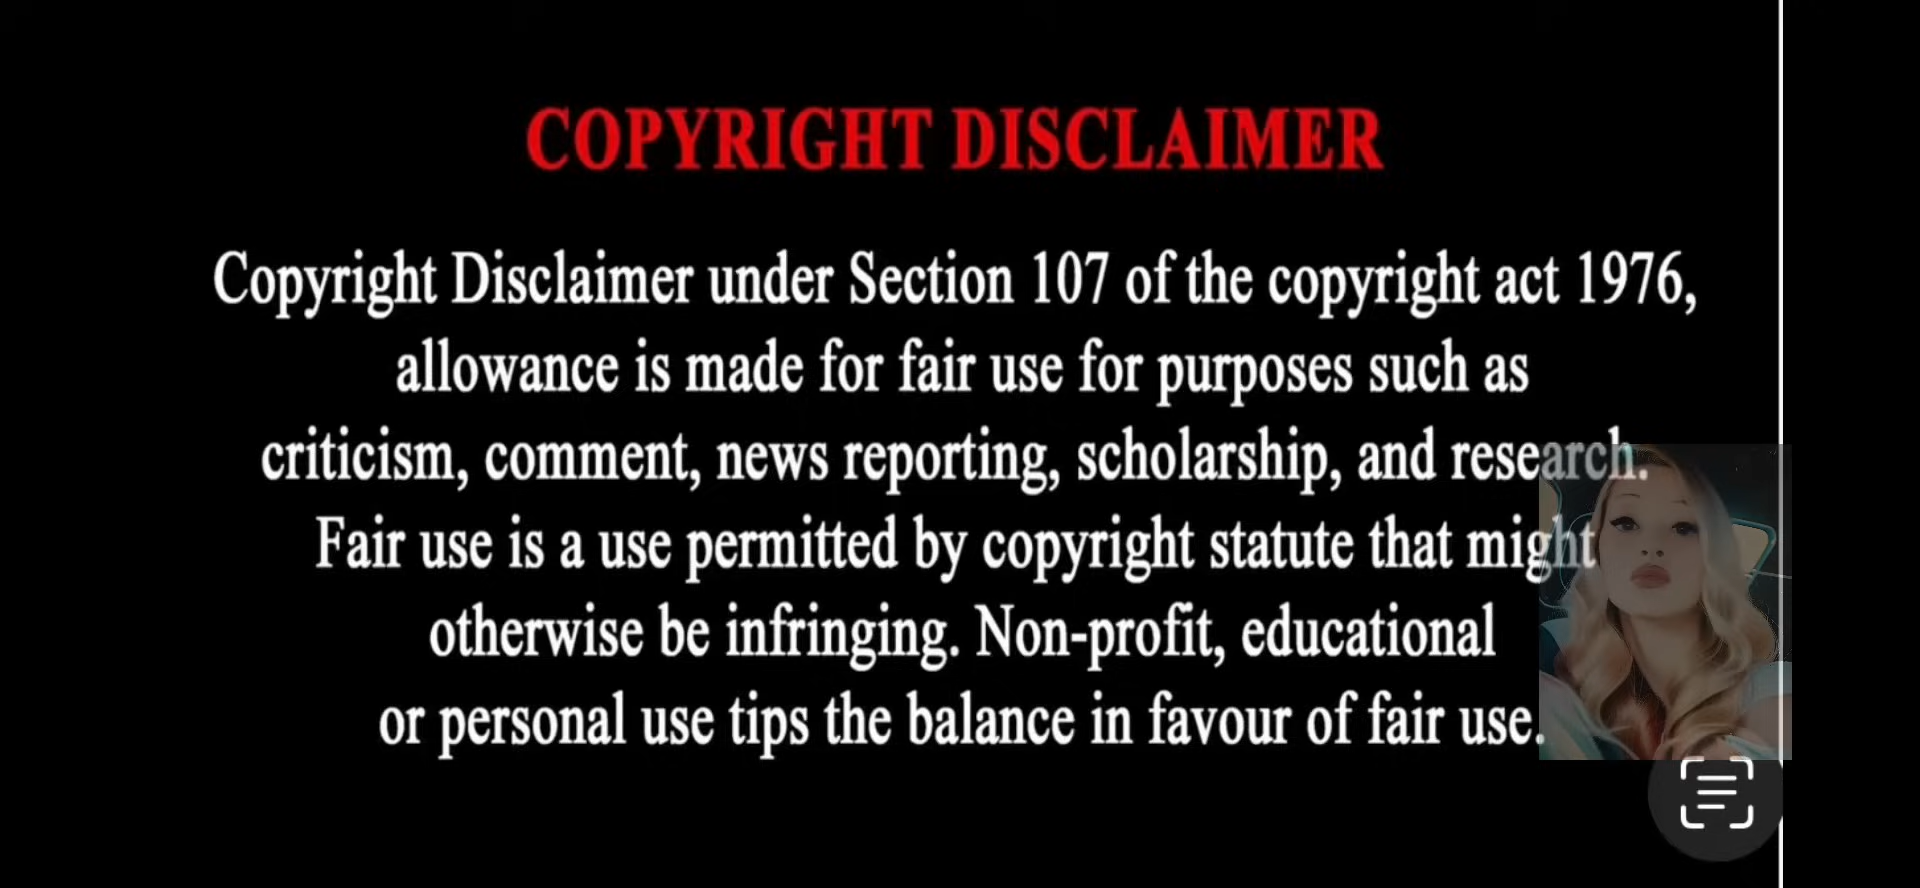 COPYRIGHT DISCLAIMER
Copyright Disclaimer under Section 107 of the copyright act 1976,
allowance is made for fair use for purposes such as
criticism, comment, news reporting, scholarship, and research.
Fair use is a use permitted by copyright statute that might
otherwise be infringing. Non-profit, educational
or personal use tips the balance in favour of fair use.